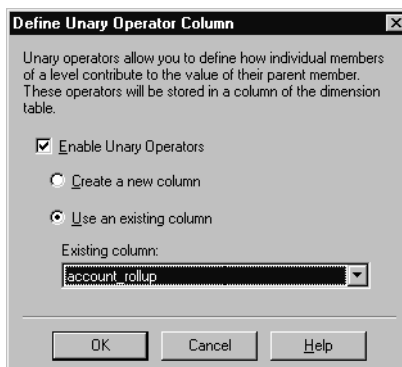 Define Unary Operator Column
Unary operators allow you to define how individual members
of a level contribute to the value of their parent member.
These operators will be stored in a column of the dimension
table.
Enable Unary Operators
Create a new column
Use an existing column
Existing column:
account_rollup
OK Cancel Help